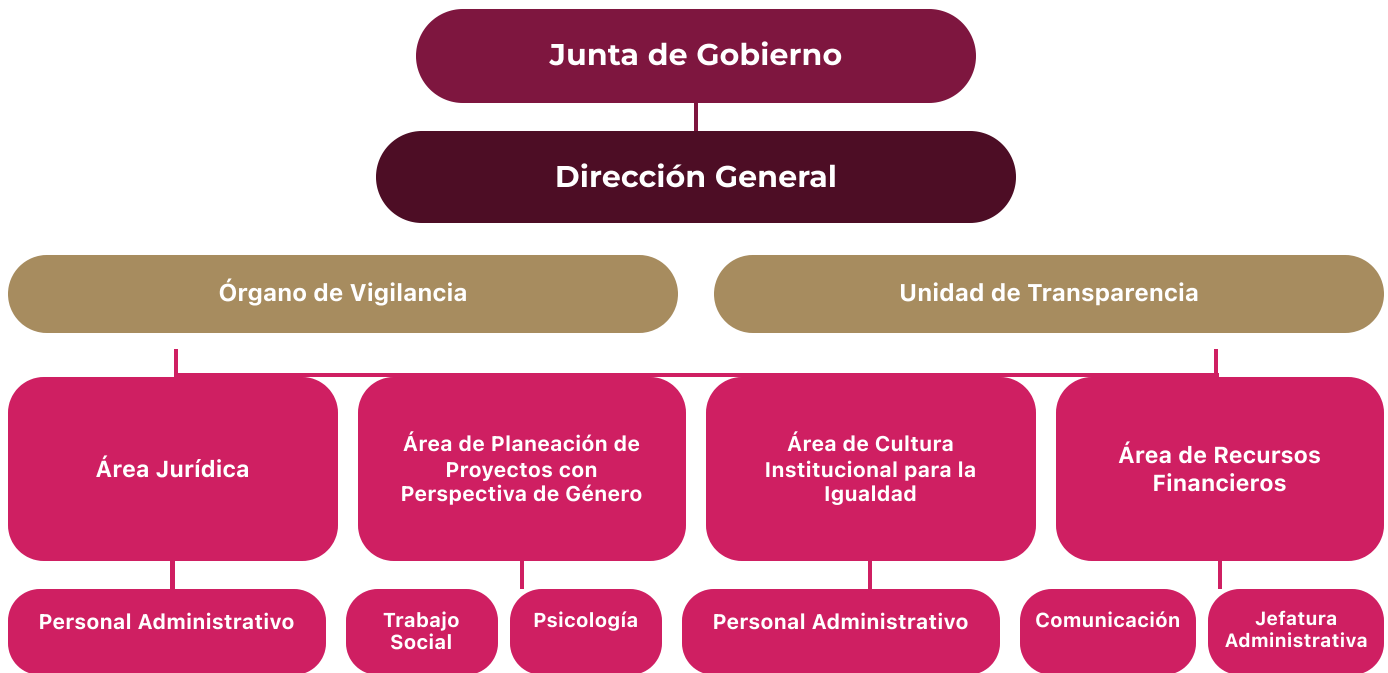 Junta de Gobierno
Dirección General
Órgano de Vigilancia
Unidad de Transparencia
Área Jurídica
Área de Planeación de
Proyectos con
Perspectiva de Género
Área de Cultura
Institucional para la
Igualdad
Área de Recursos
Financieros
Personal Administrativo
Trabajo
Social
Psicología
Personal Administrativo
Comunicación
Jefatura
Administrativa